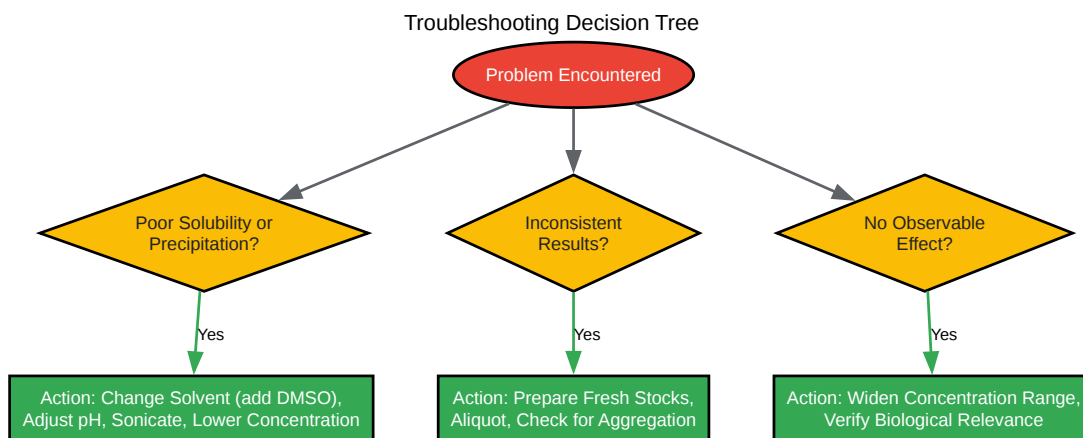 Troubleshooting Decision Tree
Problem Encountered
Poor Solubility or
Precipitation?
Inconsistent
Results?
No Observable
Effect?
Yes
Yes
Yes
Action: Change Solvent (add DMSO),
Adjust pH, Sonicate, Lower Concentration
Action: Prepare Fresh Stocks,
Aliquot, Check for Aggregation
Action: Widen Concentration Range,
Verify Biological Relevance